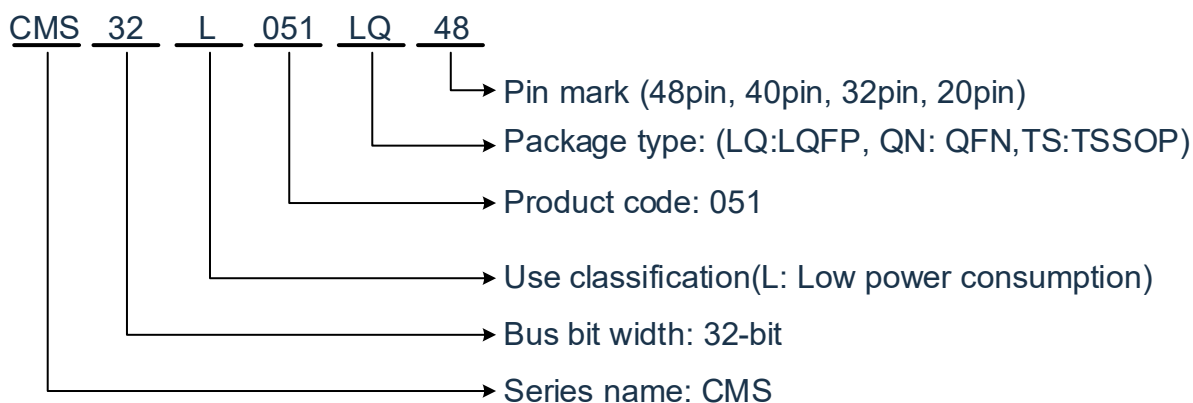 CMS 32 L 051 LQ 48
Pin mark (48pin, 40pin, 32pin, 20pin)
Package type: (LQ:LQFP, QN: QFN,TS:TSSOP)
Product code: 051
Use classification(L: Low power consumption)
Bus bit width: 32-bit
Series name: CMS